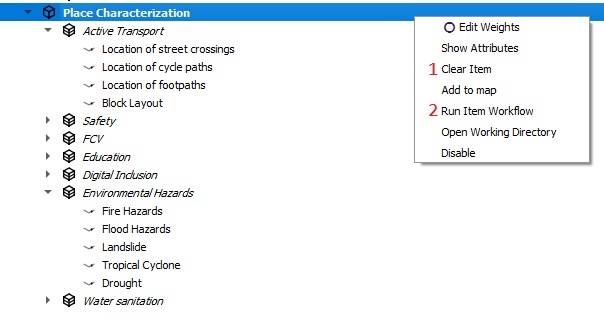 Place Characterization
Active Transport
Location of street crossings
Location of cycle paths
Location of footpaths
Block Layout
Safety
FCV
Education
Digital Inclusion
Environmental Hazards
Fire Hazards
Flood Hazards
Landslide
Tropical Cyclone
Drought
Water sanitation
Edit Weights
Show Attributes
1 Clear Item
Add to map
2 Run Item Workflow
Open Working Directory
Disable